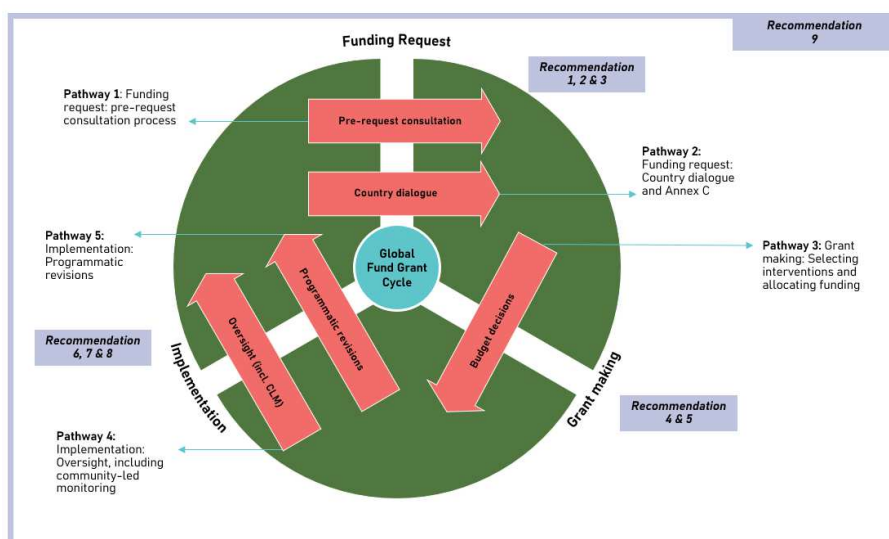 Recommendation
9
Funding Request
Recommendation
1, 2 & 3
Pathway 1: Funding
request: pre-request
consultation process
Pre-request consultation
Pathway 2:
Funding request:
Country dialogue
and Annex C
Country dialogue
Pathway 5:
Implementation:
Programmatic
revisions
Global
Fund Grant
Cycle
Pathway 3: Grant
making: Selecting
interventions and
allocating funding
Programmatic revisions
Oversight (incl. CLM)
Budget decisions
Recommendation
6, 7 & 8
Implementation
Grant making
Recommendation
4 & 5
Pathway 4:
Implementation:
Oversight, including
community-led
monitoring